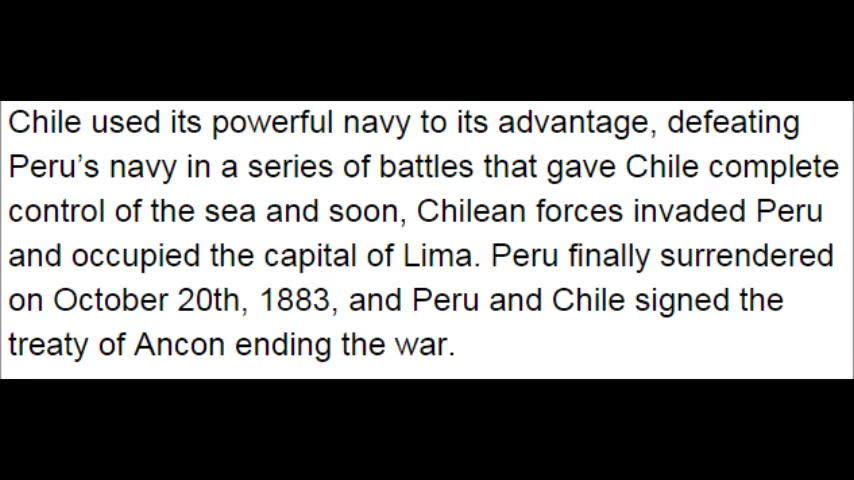 Chile used its powerful navy to its advantage, defeating
Peru's navy in a series of battles that gave Chile complete
control of the sea and soon, Chilean forces invaded Peru
and occupied the capital of Lima. Peru finally surrendered
on October 20th, 1883, and Peru and Chile signed the
treaty of Ancon ending the war.